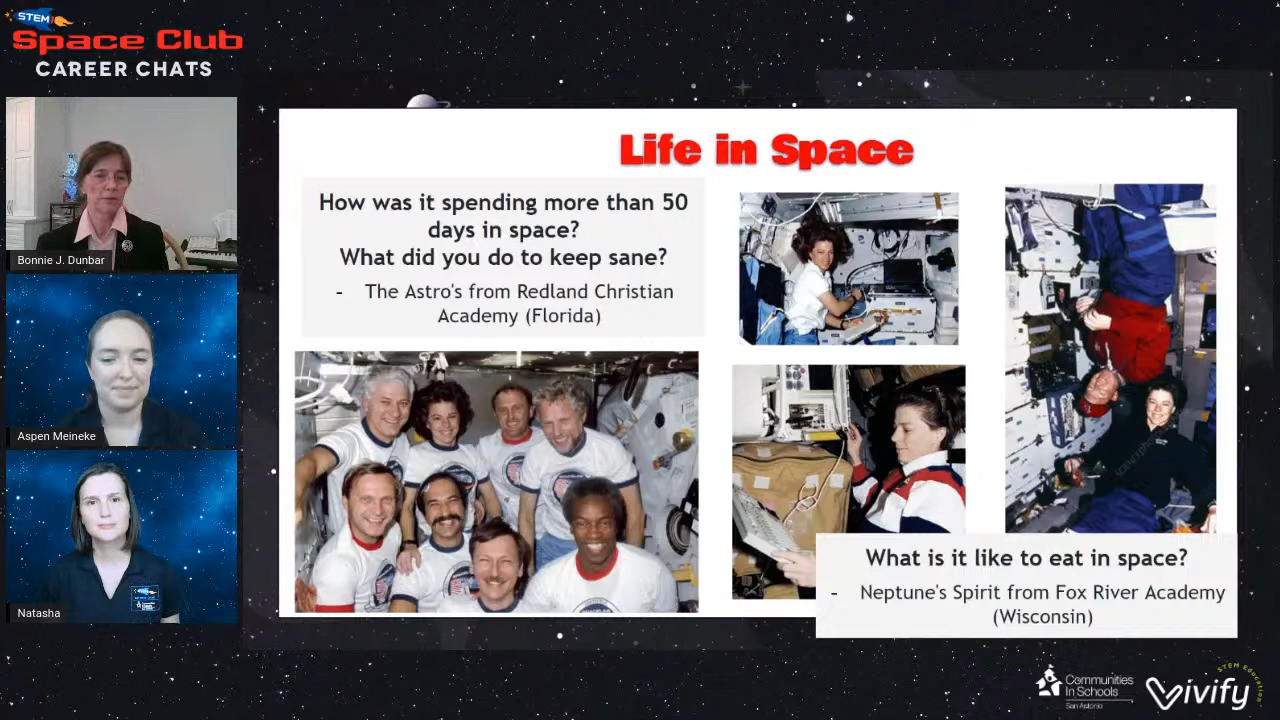 STEM
Space Club
CAREER CHATS
Bonnie J. Dunbar
Aspen Meineke
Natasha
Life in Space
How was it spending more than 50
days in space?
What did you do to keep sane?
- The Astro's from Redland Christian
Academy (Florida)
What is it like to eat in space?
- Neptune's Spirit from Fox River Academy
(Wisconsin)
Communities
In Schools
San Antonio
Vivify
STEM Education